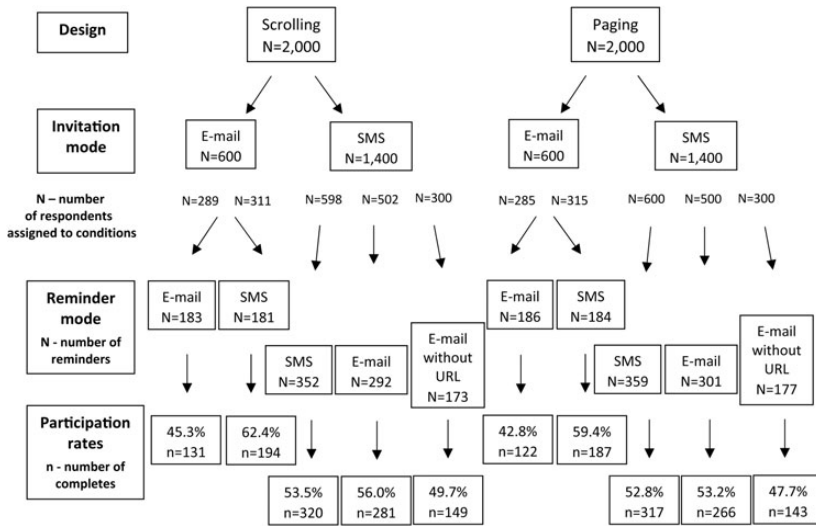 Design
Scrolling
N=2,000
Paging
N=2,000
Invitation
mode
E-mail
N=600
SMS
N=1,400
E-mail
N=600
SMS
N=1,400
N – number
of respondents
assigned to conditions
N=289
N=311
N=598
N=502
N=300
N=285
N=315
N=600
N=500
N=300
Reminder
mode
N - number of
reminders
E-mail
N=183
SMS
N=181
SMS
N=352
E-mail
N=292
E-mail
without
URL
N=173
E-mail
N=186
SMS
N=184
SMS
N=359
E-mail
N=301
E-mail
without
URL
N=177
Participation
rates
n - number of
completes
45.3%
n=131
62.4%
n=194
53.5%
n=320
56.0%
n=281
49.7%
n=149
42.8%
n=122
59.4%
n=187
52.8%
n=317
53.2%
n=266
47.7%
n=143